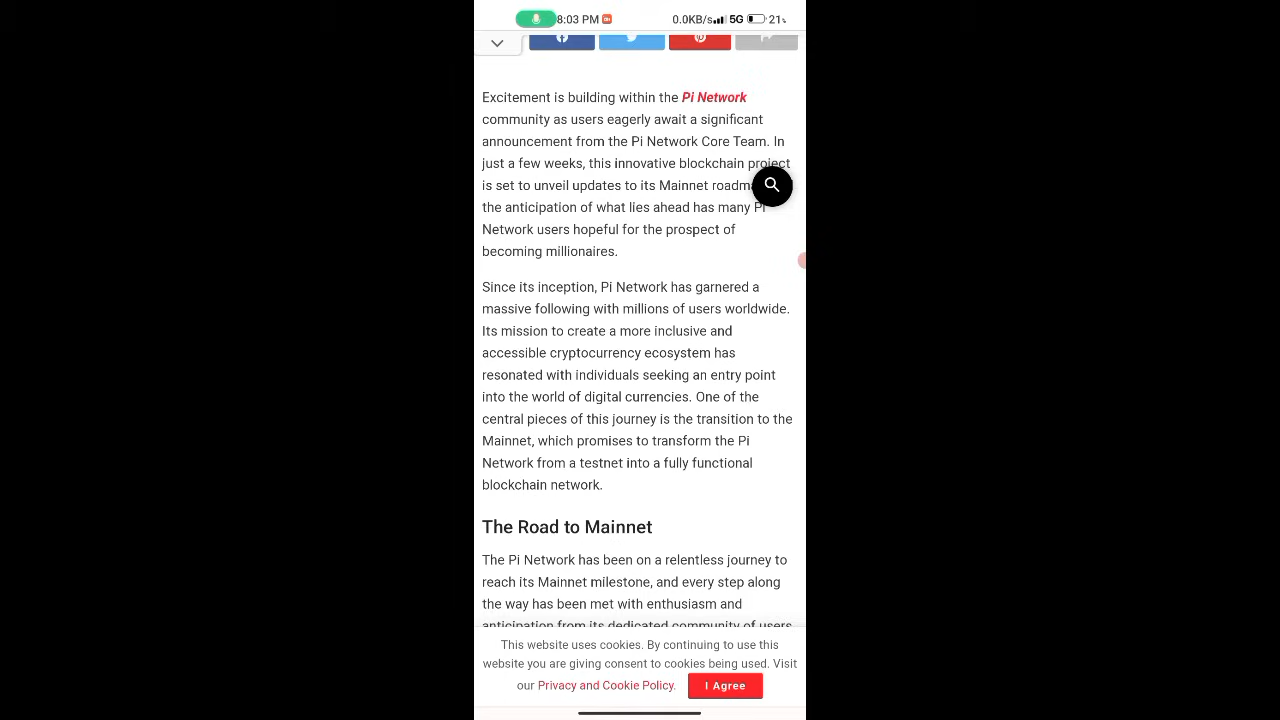 8:03 PM
0.0KB/s 5G 21%
Excitement is building within the Pi Network
community as users eagerly await a significant
announcement from the Pi Network Core Team. In
just a few weeks, this innovative blockchain project
is set to unveil updates to its Mainnet
the anticipation of what lies ahead has many Pi
Network users hopeful for the prospect of
becoming millionaires.
Since its inception, Pi Network has garnered a
massive following with millions of users worldwide.
Its mission to create a more inclusive and
accessible cryptocurrency ecosystem has
resonated with individuals seeking an entry point
into the world of digital currencies. One of the
central pieces of this journey is the transition to the
Mainnet, which promises to transform the Pi
Network from a testnet into a fully functional
blockchain network.
The Road to Mainnet
The Pi Network has been on a relentless journey to
reach its Mainnet milestone, and every step along
the way has been met with enthusiasm and
anticipation from its dedicated community of users
This website uses cookies. By continuing to use this
website you are giving consent to cookies being used. Visit
our Privacy and Cookie Policy. I Agree